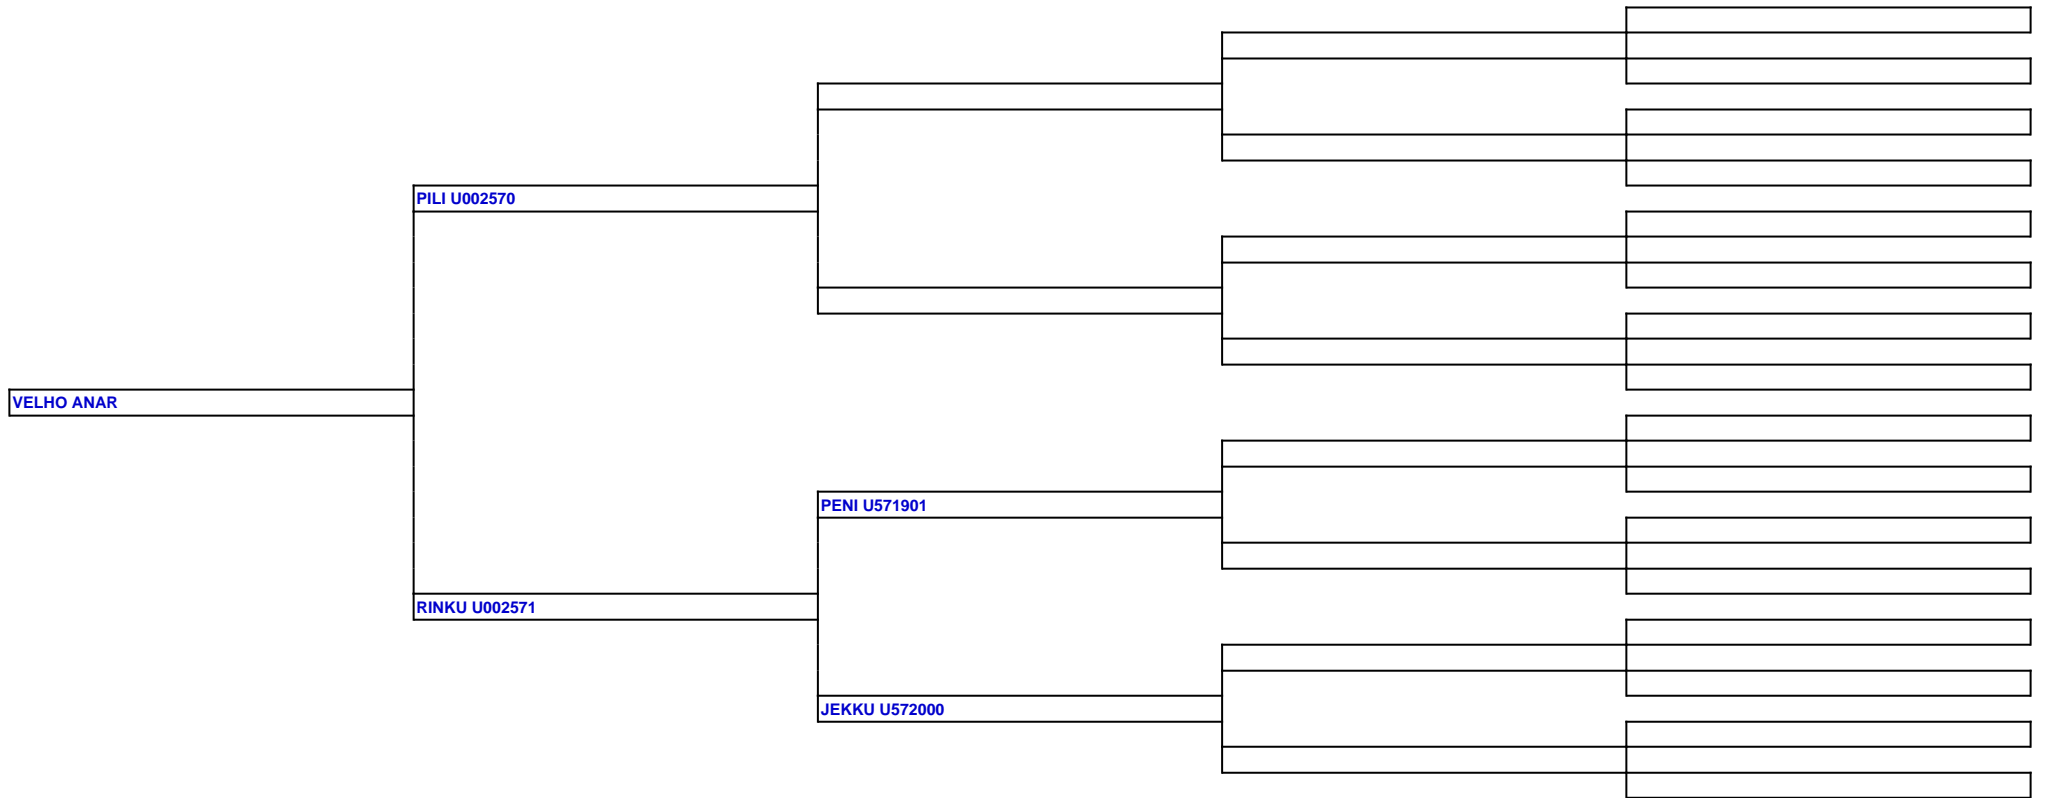 PILI U002570
VELHO ANAR
PENI U571901
RINKU U002571
JEKKU U572000